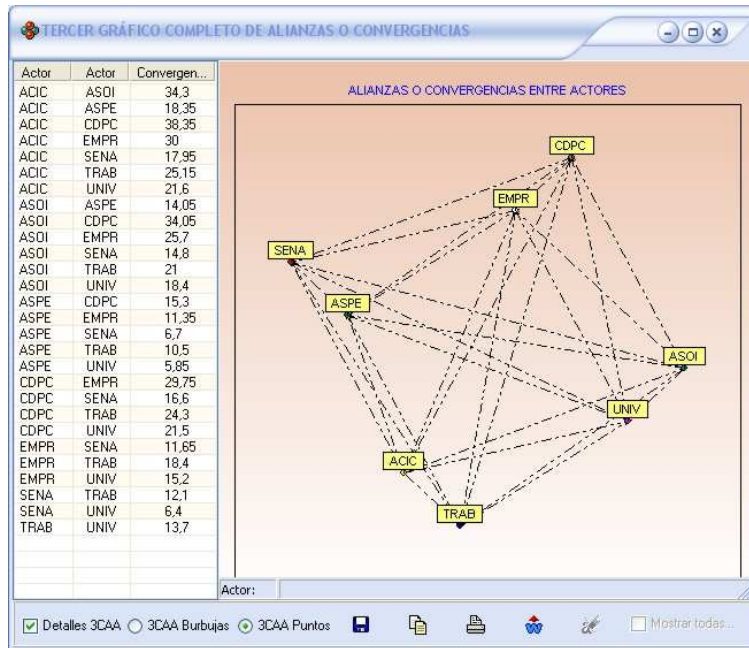 TERCER GRÁFICO COMPLETO DE ALIANZAS O CONVERGENCIAS
Actor Actor Convergen...
ACIC ASOI 34,3
ACIC ASPE 18,35
ACIC CDPC 38,35
ACIC EMPR 30
ACIC SENA 17,95
ACIC TRAB 25,15
ACIC UNIV 21,6
ASOI ASPE 14,05
ASOI CDPC 34,05
ASOI EMPR 25,7
ASOI SENA 14,8
ASOI TRAB 21
ASOI UNIV 18,4
ASPE CDPC 15,3
ASPE EMPR 11,35
ASPE SENA 6,7
ASPE TRAB 10,5
ASPE UNIV 5,85
CDPC EMPR 29,75
CDPC SENA 16,6
CDPC TRAB 24,3
CDPC UNIV 21,5
EMPR SENA 11,65
EMPR TRAB 18,4
EMPR UNIV 15,2
SENA TRAB 12,1
SENA UNIV 6,4
TRAB UNIV 13,7
ALIANZAS O CONVERGENCIAS ENTRE ACTORES
CDPC
EMPR
SENA
ASPE
ASOI
UNIV
ACIC
TRAB
Actor:
Detalles 3CAA 3CAA Burbujas 3CAA Puntos Mostrar todas...